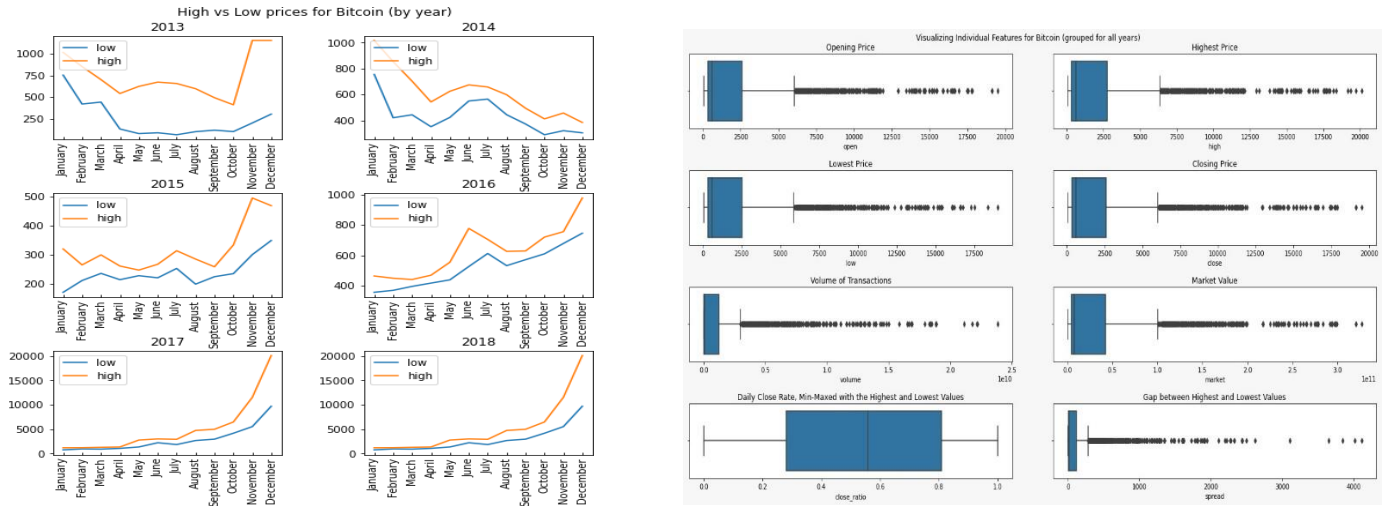 High vs Low prices for Bitcoin (by year)
2013
low
high
1000
750
500
250
January
February
March
April
May
June
July
August
September
October
November
December
2014
low
high
1000
800
600
400
January
February
March
April
May
June
July
August
September
October
November
December
2015
low
high
500
400
300
200
January
February
March
April
May
June
July
August
September
October
November
December
2016
low
high
1000
800
600
400
January
February
March
April
May
June
July
August
September
October
November
December
2017
low
high
20000
15000
10000
5000
0
January
February
March
April
May
June
July
August
September
October
November
December
2018
low
high
20000
15000
10000
5000
0
January
February
March
April
May
June
July
August
September
October
November
December
Visualizing Individual Features for Bitcoin (grouped for all years)
Opening Price
0 2500 5000 7500 10000 12500 15000 17500 20000
open
Highest Price
0 2500 5000 7500 10000 12500 15000 17500 20000
high
Lowest Price
0 2500 5000 7500 10000 12500 15000 17500
low
Closing Price
0 2500 5000 7500 10000 12500 15000 17500
close
Volume of Transactions
0.0 0.5 1.0 1.5 2.0 2.5
1e10
volume
Market Value
0.0 0.5 1.0 1.5 2.0 2.5 3.0
1e11
market
Daily Close Rate, Min-Maxed with the Highest and Lowest Values
0.0 0.2 0.4 0.6 0.8 1.0
close_ratio
Gap between Highest and Lowest Values
0 1000 2000 3000 4000
spread